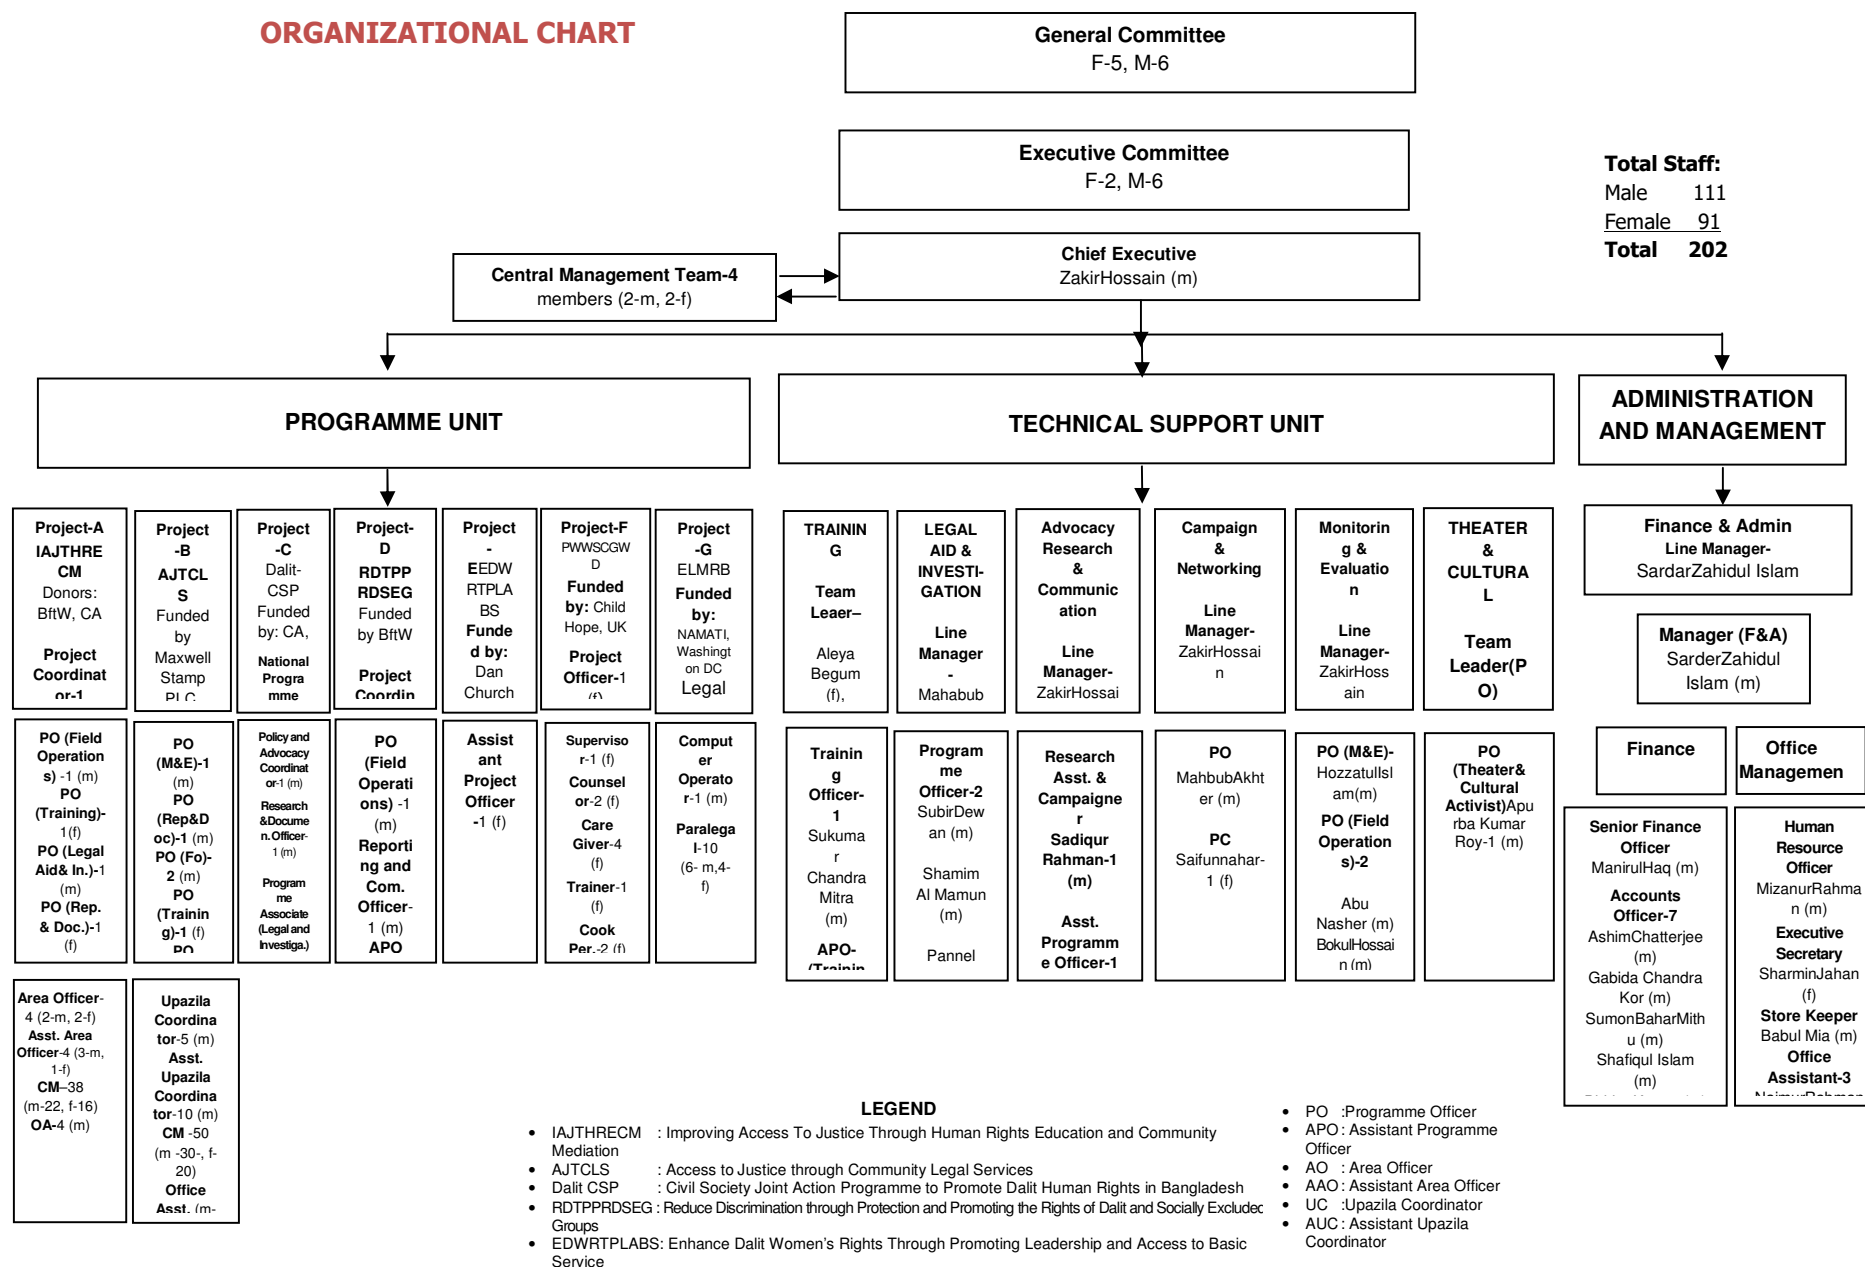 ORGANIZATIONAL CHART
General Committee
F-5, M-6
Executive Committee
F-2, M-6
Total Staff:
Male 111
Female 91
Total 202
Chief Executive
ZakirHossain (m)
Central Management Team-4
members (2-m, 2-f)
PROGRAMME UNIT
TECHNICAL SUPPORT UNIT
ADMINISTRATION
AND MANAGEMENT
Project-A
IAJTHRE
CM
Donors:
BftW, CA
Project
Coordinat
or-1
Project
-B
AJTCL
S
Funded
by
Maxwell
Stamp
PLC
Project
-C
Dalit-
CSP
Funded
by: CA,
National
Progra
mme
Project-
D
RDTPP
RDSEG
Funded
by BftW
Project
Coordin
Project
-
EEDW
RTPLA
BS
Funde
d by:
Dan
Church
Project-F
PWWSCGW
D
Funded
by: Child
Hope, UK
Project
Officer-1
(f)
Project
-G
ELMRB
Funded
by:
NAMATI,
Washingt
on DC
Legal
TRAININ
G
Team
Leaer–
Aleya
Begum
(f),
LEGAL
AID &
INVESTI-
GATION
Line
Manager
-
Mahabub
Advocacy
Research
&
Communic
ation
Line
Manager-
ZakirHossai
Campaign
&
Networking
Line
Manager-
ZakirHossai
n
Monitorin
g &
Evaluatio
n
Line
Manager-
ZakirHoss
ain
THEATER
&
CULTURA
L
Team
Leader(P
O)
Finance & Admin
Line Manager-
SardarZahidul Islam
Manager (F&A)
SarderZahidul
Islam (m)
PO (Field
Operation
s) -1 (m)
PO
(Training)-
1(f)
PO (Legal
Aid& In.)-1
(m)
PO (Rep.
& Doc.)-1
(f)
PO
(M&E)-1
(m)
PO
(Rep&D
oc)-1 (m)
PO (Fo)-
2 (m)
PO
(Trainin
g)-1 (f)
PO
Policy and
Advocacy
Coordinat
or-1 (m)
Research
&Docume
n. Officer-
1 (m)
Program
me
Associate
(Legal and
Investiga.)
PO
(Field
Operati
ons) -1
(m)
Reporti
ng and
Com.
Officer-
1 (m)
APO
Assist
ant
Project
Officer
-1 (f)
Superviso
r-1 (f)
Counsel
or-2 (f)
Care
Giver-4
(f)
Trainer-1
(f)
Cook
Per.-2 (f)
Comput
er
Operato
r-1 (m)
Paralega
l-10
(6- m,4-
f)
Trainin
g
Officer-
1
Sukuma
r
Chandra
Mitra
(m)
APO-
(Trainin
Program
me
Officer-2
SubirDew
an (m)
Shamim
Al Mamun
(m)
Pannel
Research
Asst. &
Campaigne
r
Sadiqur
Rahman-1
(m)
Asst.
Programm
e Officer-1
PO
MahbubAkht
er (m)
PC
Saifunnahar-
1 (f)
PO (M&E)-
HozzatulIsl
am(m)
PO (Field
Operation
s)-2
Abu
Nasher (m)
BokulHossai
n (m)
PO
(Theater&
Cultural
Activist)Apu
rba Kumar
Roy-1 (m)
Finance
Office
Managemen
Senior Finance
Officer
ManirulHaq (m)
Accounts
Officer-7
AshimChatterjee
(m)
Gabida Chandra
Kor (m)
SumonBaharMith
u (m)
Shafiqul Islam
(m)
Human
Resource
Officer
MizanurRahma
n (m)
Executive
Secretary
SharminJahan
(f)
Store Keeper
Babul Mia (m)
Office
Assistant-3
NaimurRahman
Area Officer-
4 (2-m, 2-f)
Asst. Area
Officer-4 (3-m,
1-f)
CM–38
(m-22, f-16)
OA-4 (m)
Upazila
Coordina
tor-5 (m)
Asst.
Upazila
Coordina
tor-10 (m)
CM -50
(m -30-, f-
20)
Office
Asst. (m-
LEGEND
• IAJTHRECM : Improving Access To Justice Through Human Rights Education and Community
Mediation
• AJTCLS : Access to Justice through Community Legal Services
• Dalit CSP : Civil Society Joint Action Programme to Promote Dalit Human Rights in Bangladesh
• RDTPPRDSEG : Reduce Discrimination through Protection and Promoting the Rights of Dalit and Socially Excluded
Groups
• EDWRTPLABS: Enhance Dalit Women's Rights Through Promoting Leadership and Access to Basic
Service
• PO :Programme Officer
• APO : Assistant Programme
Officer
• AO : Area Officer
• AAO : Assistant Area Officer
• UC :Upazila Coordinator
• AUC : Assistant Upazila
Coordinator